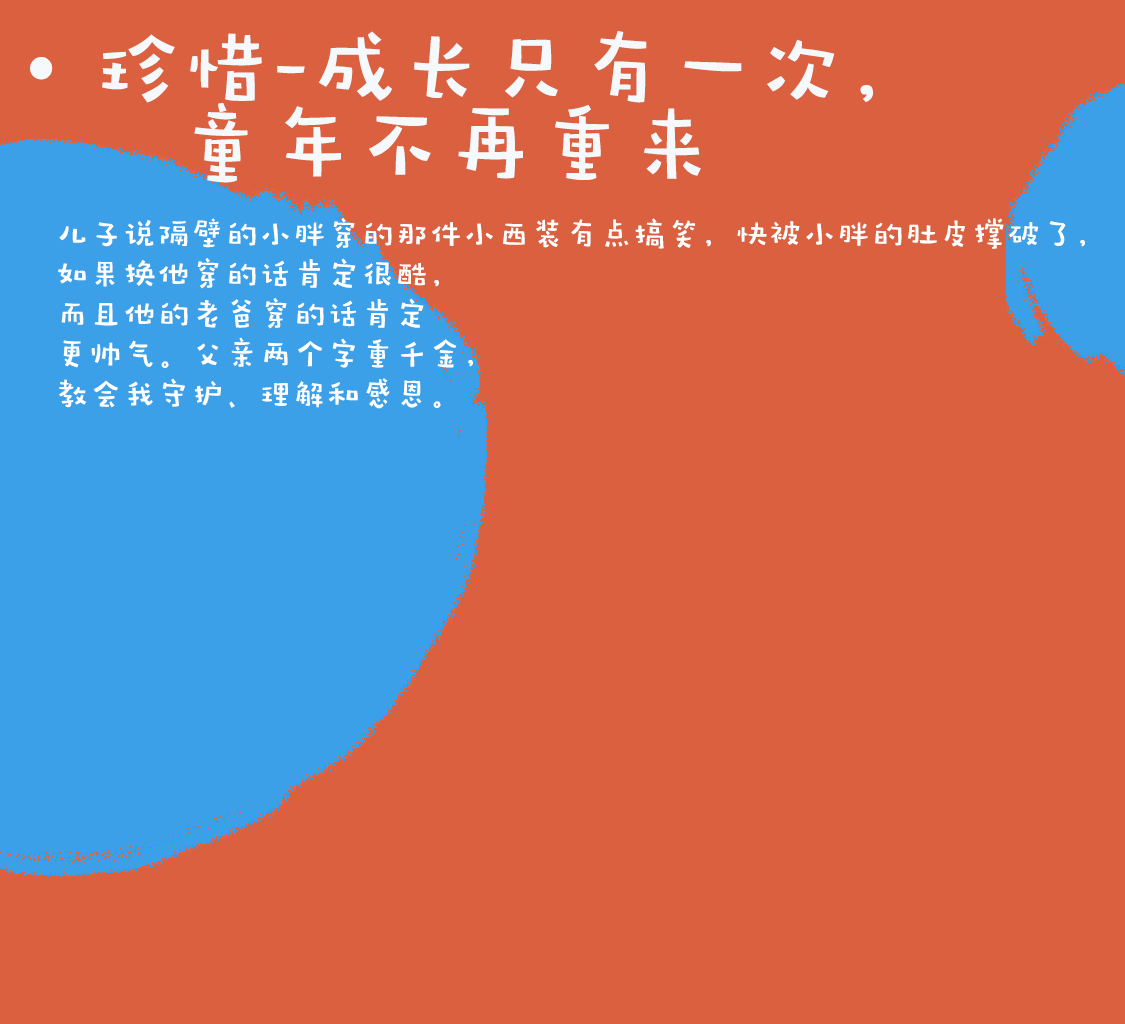 • 珍惜-成长只有一次，
童年不再重来
儿子说隔壁的小胖穿的那件小西装有点搞笑，快被小胖的肚皮撑破了，
如果换他穿的话肯定很酷，
而且他的老爸穿的话肯定
更帅气。父亲两个字重千金，
教会我守护、理解和感恩。